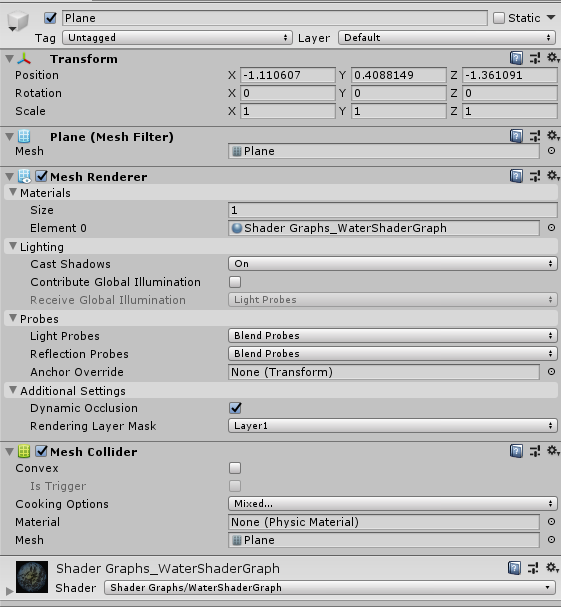 Plane Static
Tag Untagged Layer Default
Transform
Position X -1.110607 Y 0.4088149 Z -1.361091
Rotation X 0 Y 0 Z 0
Scale X 1 Y 1 Z 1
Plane (Mesh Filter)
Mesh Plane
Mesh Renderer
Materials
Size 1
Element 0 Shader Graphs_WaterShaderGraph
Lighting
Cast Shadows On
Contribute Global Illumination
Receive Global Illumination Light Probes
Probes
Light Probes Blend Probes
Reflection Probes Blend Probes
Anchor Override None (Transform)
Additional Settings
Dynamic Occlusion
Rendering Layer Mask Layer1
Mesh Collider
Convex
Is Trigger
Cooking Options Mixed...
Material None (Physic Material)
Mesh Plane
Shader Graphs_WaterShaderGraph
Shader Shader Graphs/WaterShaderGraph